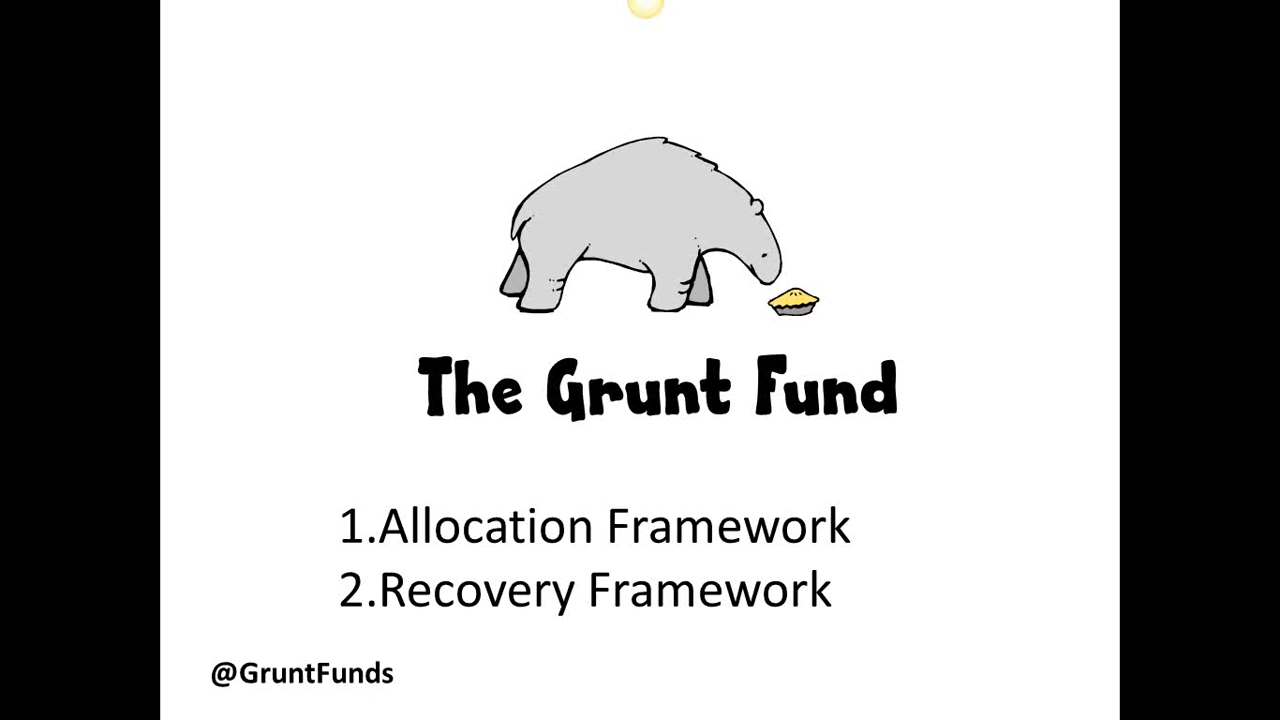 The Grunt Fund
1.Allocation Framework
2.Recovery Framework
@GruntFunds